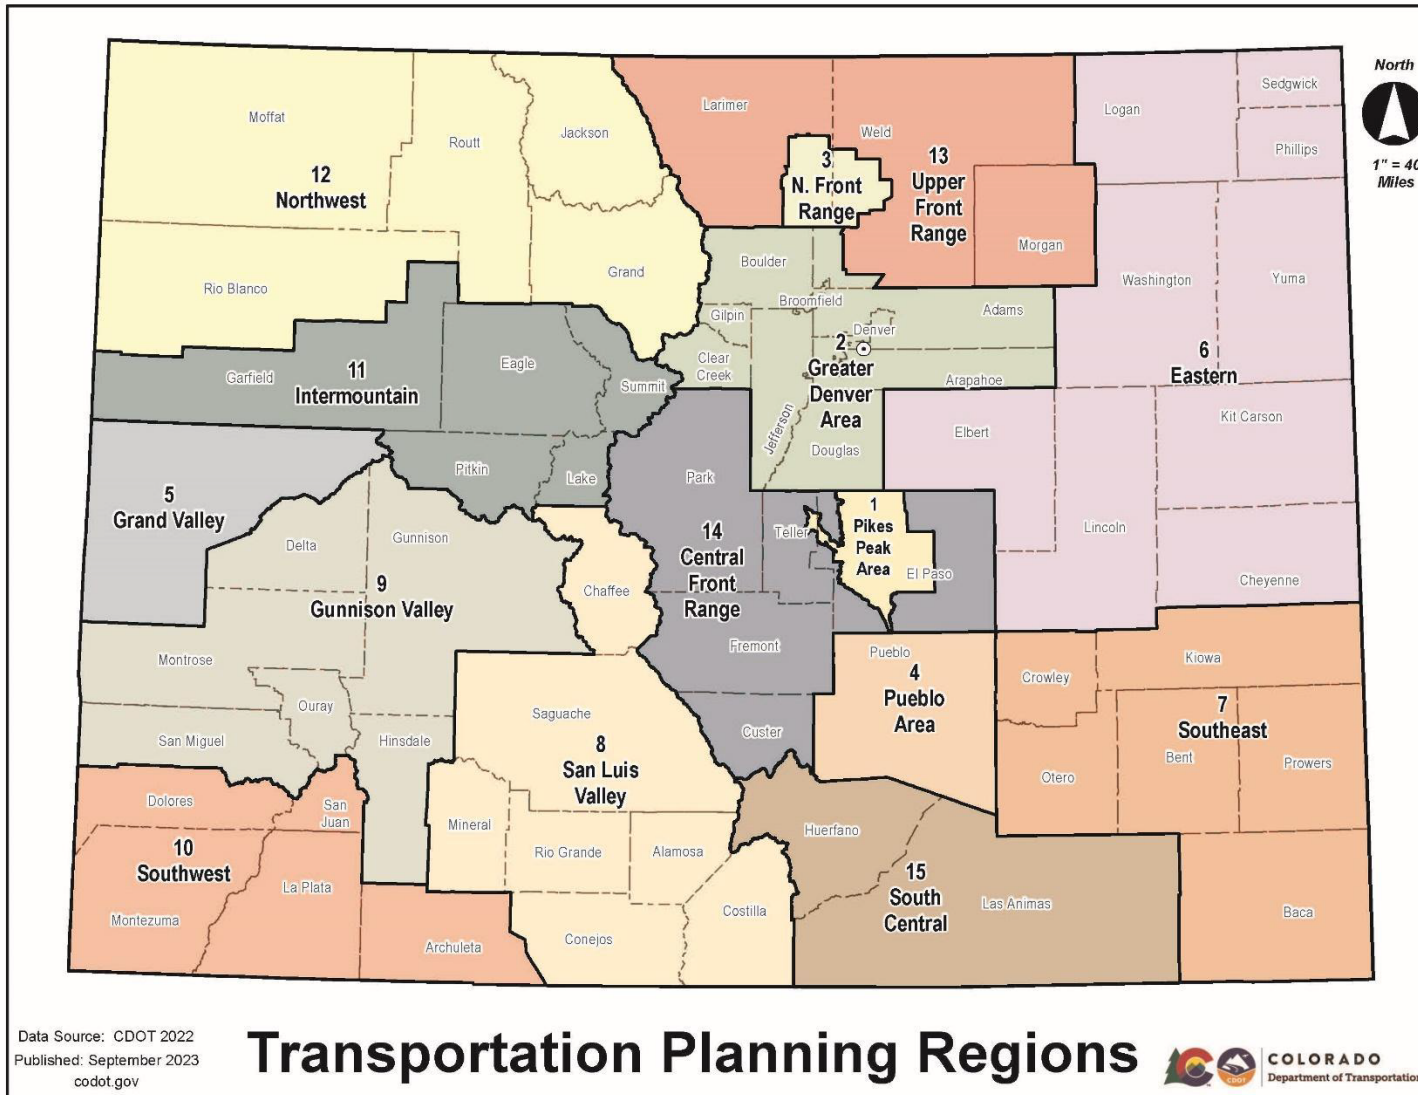 North
1" = 40
Miles
Moffat
Routt
Jackson
Larimer
Weld
Logan
Sedgwick
Phillips
12
Northwest
3
N. Front
Range
13
Upper
Front
Range
Morgan
Washington
Yuma
Rio Blanco
Grand
Boulder
Broomfield
Gilpin
Adams
Denver
Clear
Creek
2
Greater
Denver
Area
Arapahoe
Jefferson
Douglas
6
Eastern
Garfield
11
Intermountain
Eagle
Summit
Elbert
Kit Carson
Pitkin
Lake
Park
5
Grand Valley
Delta
Gunnison
14
Central
Front
Range
Teller
1
Pikes
Peak
Area
El Paso
Lincoln
Cheyenne
9
Gunnison Valley
Chaffee
Montrose
Fremont
Pueblo
4
Pueblo
Area
Crowley
Kiowa
Ouray
San Miguel
Hinsdale
Saguache
Custer
7
Southeast
Otero
Bent
Prowers
8
San Luis
Valley
Dolores
San
Juan
Mineral
Rio Grande
Alamosa
Huerfano
10
Southwest
La Plata
Montezuma
Archuleta
Conejos
Costilla
15
South
Central
Las Animas
Baca
Data Source: CDOT 2022
Published: September 2023
codot.gov
Transportation Planning Regions
CDOT
COLORADO
Department of Transportation